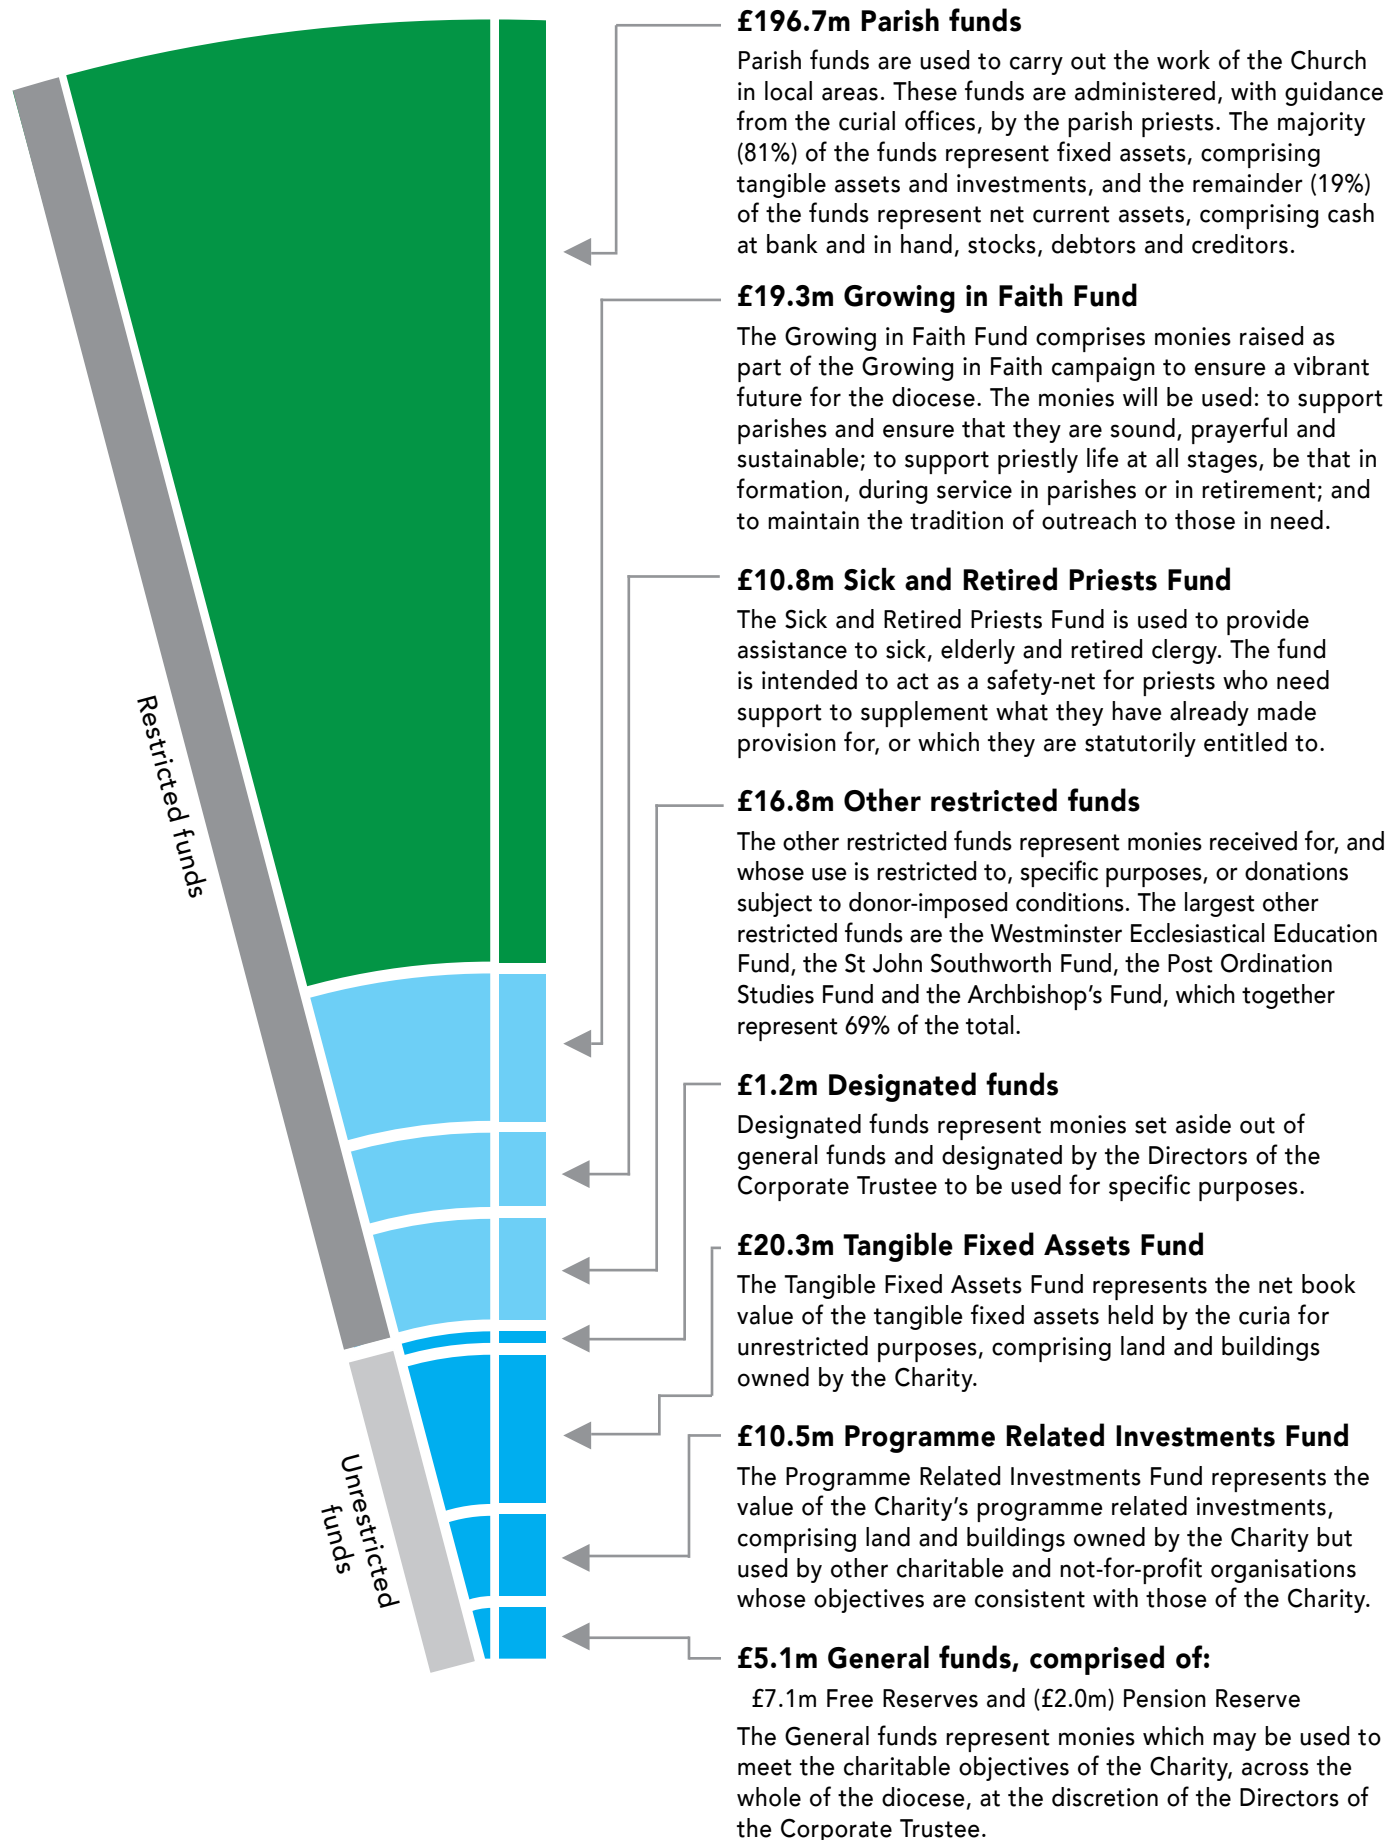 £196.7m Parish funds
Parish funds are used to carry out the work of the Church
in local areas. These funds are administered, with guidance
from the curial offices, by the parish priests. The majority
(81%) of the funds represent fixed assets, comprising
tangible assets and investments, and the remainder (19%)
of the funds represent net current assets, comprising cash
at bank and in hand, stocks, debtors and creditors.
£19.3m Growing in Faith Fund
The Growing in Faith Fund comprises monies raised as
part of the Growing in Faith campaign to ensure a vibrant
future for the diocese. The monies will be used: to support
parishes and ensure that they are sound, prayerful and
sustainable; to support priestly life at all stages, be that in
formation, during service in parishes or in retirement; and
to maintain the tradition of outreach to those in need.
£10.8m Sick and Retired Priests Fund
The Sick and Retired Priests Fund is used to provide
assistance to sick, elderly and retired clergy. The fund
is intended to act as a safety-net for priests who need
support to supplement what they have already made
provision for, or which they are statutorily entitled to.
Restricted funds
£16.8m Other restricted funds
The other restricted funds represent monies received for, and
whose use is restricted to, specific purposes, or donations
subject to donor-imposed conditions. The largest other
restricted funds are the Westminster Ecclesiastical Education
Fund, the St John Southworth Fund, the Post Ordination
Studies Fund and the Archbishop's Fund, which together
represent 69% of the total.
£1.2m Designated funds
Designated funds represent monies set aside out of
general funds and designated by the Directors of the
Corporate Trustee to be used for specific purposes.
£20.3m Tangible Fixed Assets Fund
The Tangible Fixed Assets Fund represents the net book
value of the tangible fixed assets held by the curia for
unrestricted purposes, comprising land and buildings
owned by the Charity.
£10.5m Programme Related Investments Fund
The Programme Related Investments Fund represents the
value of the Charity's programme related investments,
comprising land and buildings owned by the Charity but
used by other charitable and not-for-profit organisations
whose objectives are consistent with those of the Charity.
Unrestricted
funds
£5.1m General funds, comprised of:
£7.1m Free Reserves and (£2.0m) Pension Reserve
The General funds represent monies which may be used to
meet the charitable objectives of the Charity, across the
whole of the diocese, at the discretion of the Directors of
the Corporate Trustee.